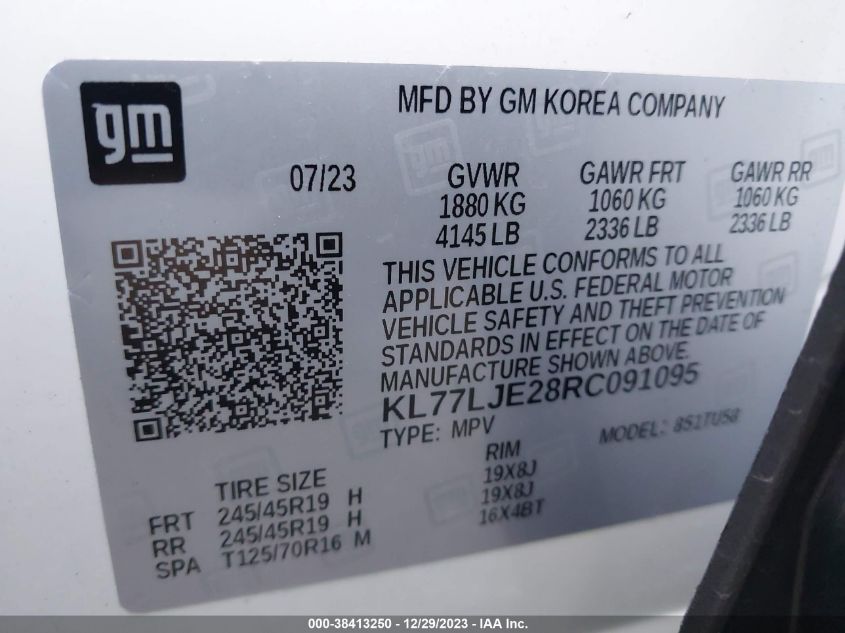 gm
MFD BY GM KOREA COMPANY
07/23
GVWR GAWR FRT GAWR RR
1880 KG 1060 KG 1060 KG
4145 LB 2336 LB 2336 LB
THIS VEHICLE CONFORMS TO ALL
APPLICABLE U.S. FEDERAL MOTOR
VEHICLE SAFETY AND THEFT PREVENTION
STANDARDS IN EFFECT ON THE DATE OF
MANUFACTURE SHOWN ABOVE.
KL77LJE28RC091095
TYPE: MPV MODEL: 851TU58
TIRE SIZE RIM
FRT 245/45R19 H 19X8J
RR 245/45R19 H 19X8J
SPA T125/70R16 M 16X4BT
000-38413250 - 12/29/2023 - IAA Inc.